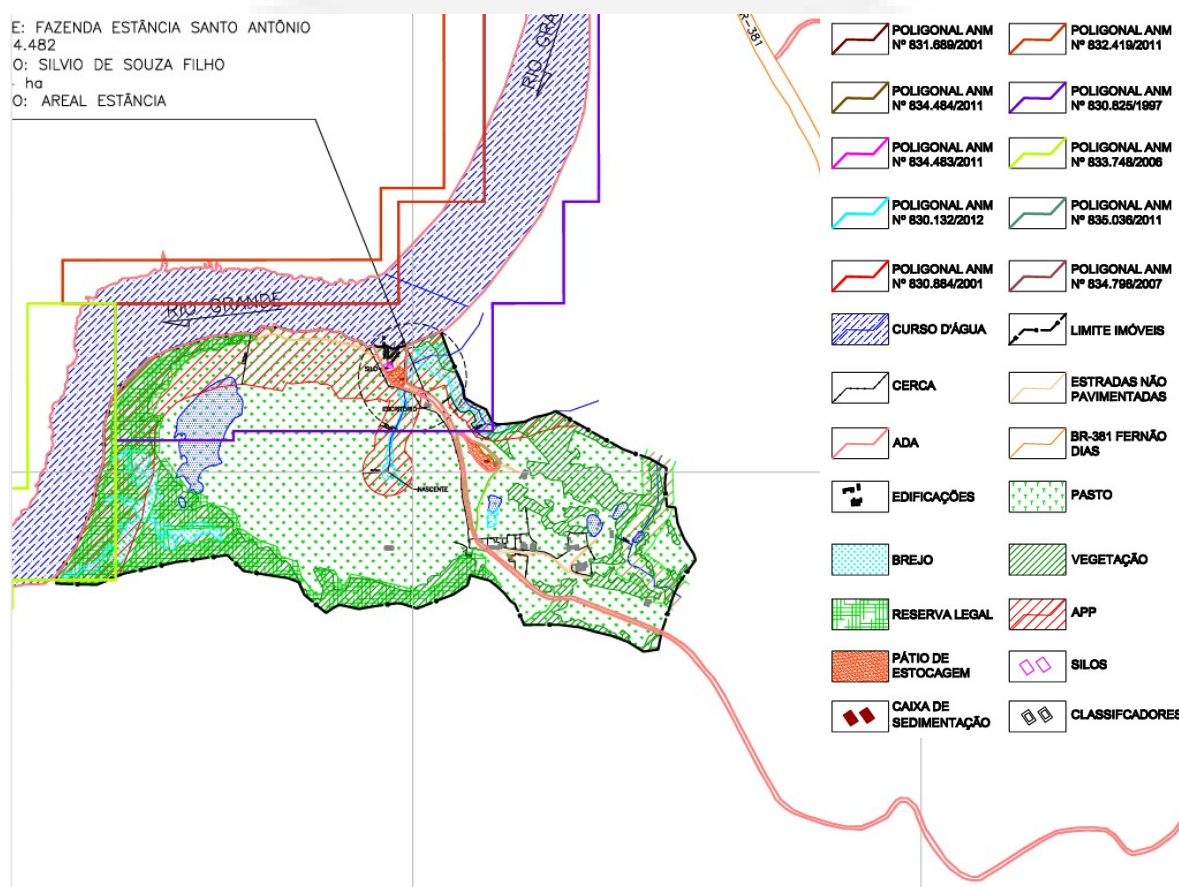 E: FAZENDA ESTÂNCIA SANTO ANTÔNIO
4.482
O: SILVIO DE SOUZA FILHO
ha
O: AREAL ESTÂNCIA
RIO GRA
R-381
RIO GRANDE
SILO
ESCRITÓRIO
NASCENTE
POLIGONAL ANM
Nº 831.689/2001
POLIGONAL ANM
Nº 832.419/2011
POLIGONAL ANM
Nº 834.484/2011
POLIGONAL ANM
Nº 830.825/1997
POLIGONAL ANM
Nº 834.483/2011
POLIGONAL ANM
Nº 833.748/2006
POLIGONAL ANM
Nº 830.132/2012
POLIGONAL ANM
Nº 835.036/2011
POLIGONAL ANM
Nº 830.884/2001
POLIGONAL ANM
Nº 834.798/2007
CURSO D'ÁGUA
LIMITE IMÓVEIS
CERCA
ESTRADAS NÃO
PAVIMENTADAS
ADA
BR-381 FERNÃO
DIAS
EDIFICAÇÕES
PASTO
BREJO
VEGETAÇÃO
RESERVA LEGAL
APP
PÁTIO DE
ESTOCAGEM
SILOS
CAIXA DE
SEDIMENTAÇÃO
CLASSIFCADORES